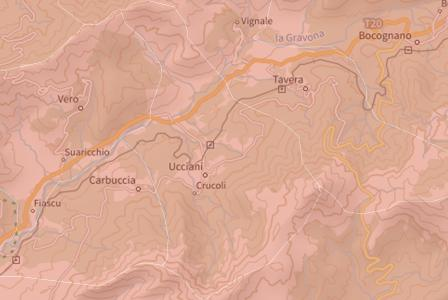 Vignale
T20
la Gravona
Bocognano
Tavera
Vero
Suaricchio
Ucciani
Carbuccia
Crucoli
Fiascu